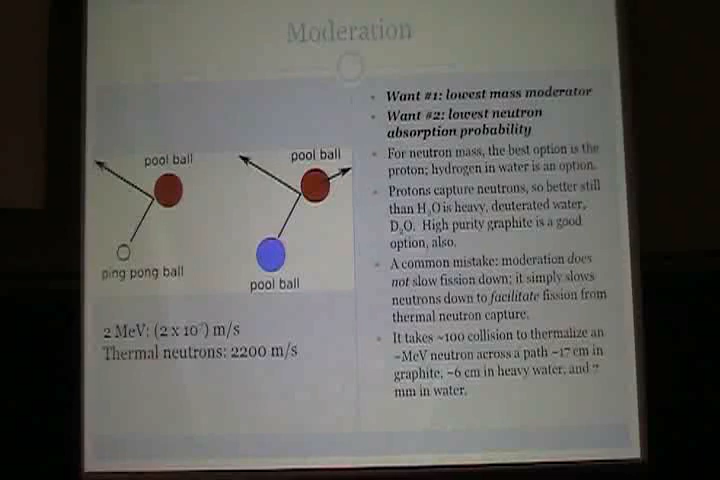 Moderation
pool ball
pool ball
ping pong ball
pool ball
2 MeV: (2 x 10⁷) m/s
Thermal neutrons: 2200 m/s
Want #1: lowest mass moderator
Want #2: lowest neutron
absorption probability
For neutron mass, the best option is the
proton; hydrogen in water is an option.
Protons capture neutrons, so better still
than H₂O is heavy, deuterated water,
D₂O. High purity graphite is a good
option, also.
A common mistake: moderation does
not slow fission down; it simply slows
neutrons down to facilitate fission from
thermal neutron capture.
It takes ~100 collision to thermalize an
~MeV neutron across a path ~17 cm in
graphite, ~6 cm in heavy water, and ?
mm in water.